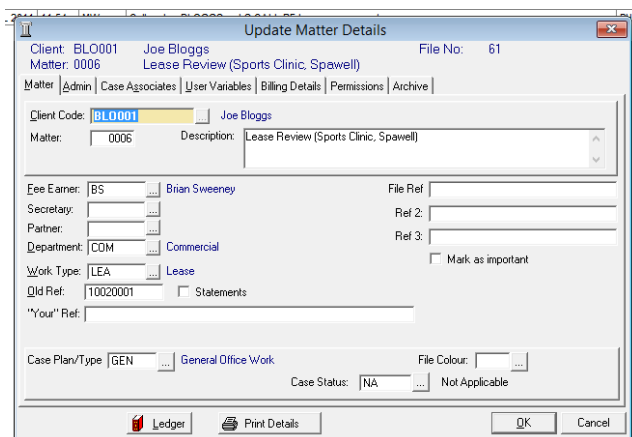 Update Matter Details
Client: BLO001 Joe Bloggs File No: 61
Matter: 0006 Lease Review (Sports Clinic, Spawell)
Matter Admin Case Associates User Variables Billing Details Permissions Archive
Client Code: BLO001 ... Joe Bloggs
Matter: 0006 Description: Lease Review (Sports Clinic, Spawell)
Fee Earner: BS ... Brian Sweeney File Ref
Secretary: ... Ref 2:
Partner: ... Ref 3:
Department: COM ... Commercial
Mark as important
Work Type: LEA ... Lease
Old Ref: 10020001 Statements
"Your" Ref:
Case Plan/Type GEN ... General Office Work File Colour: ...
Case Status: NA ... Not Applicable
Ledger Print Details OK Cancel